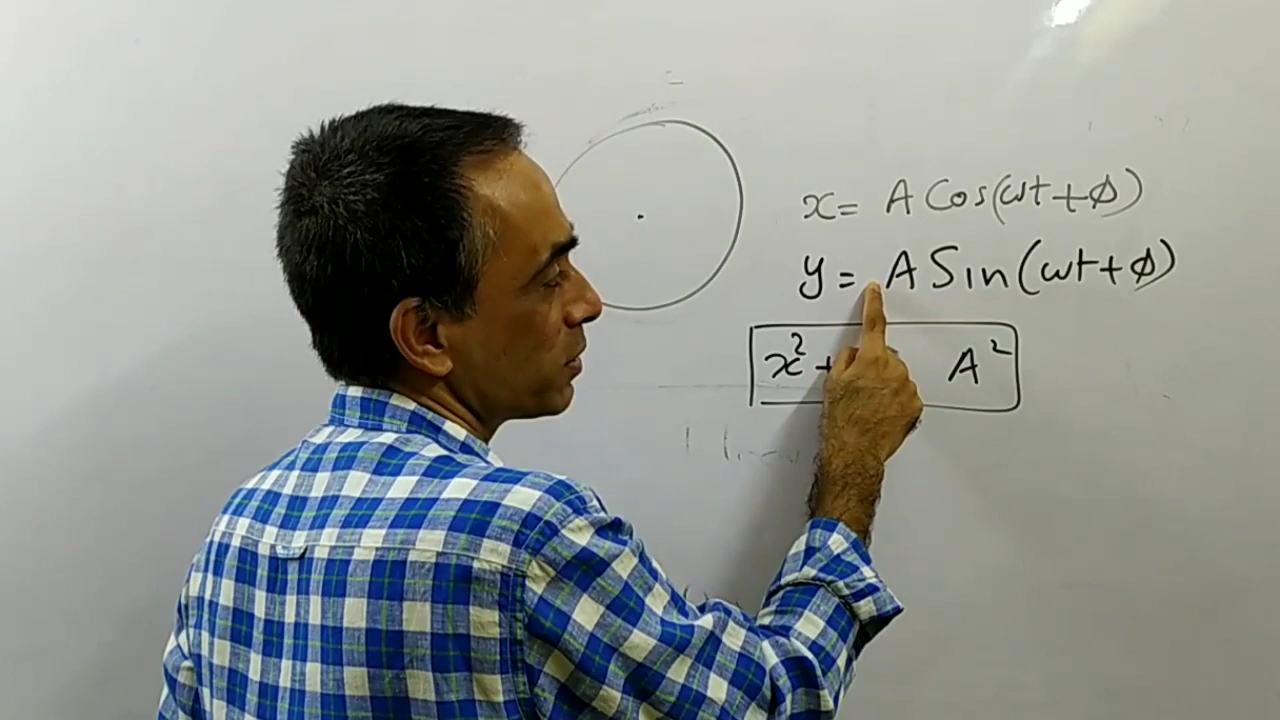 x = A Cos(ωt + φ)
y = A Sin(ωt + φ)
x² + A²